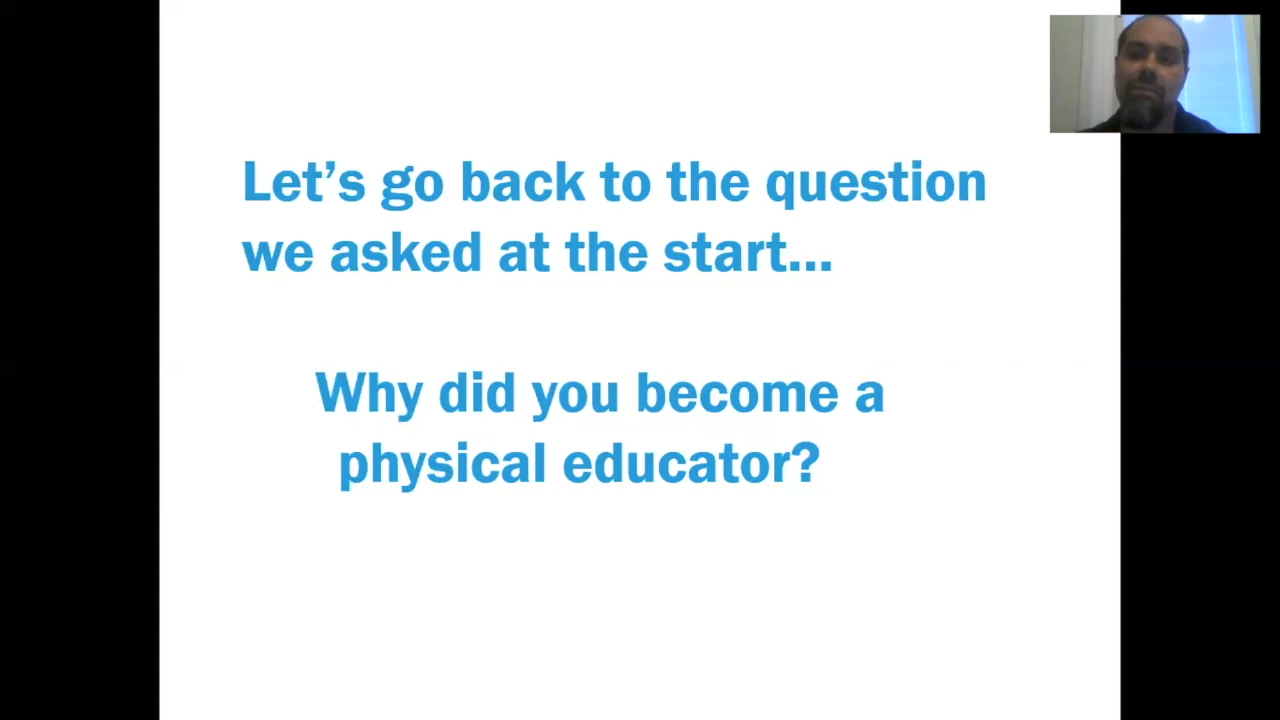 Let’s go back to the question
we asked at the start...
Why did you become a
physical educator?